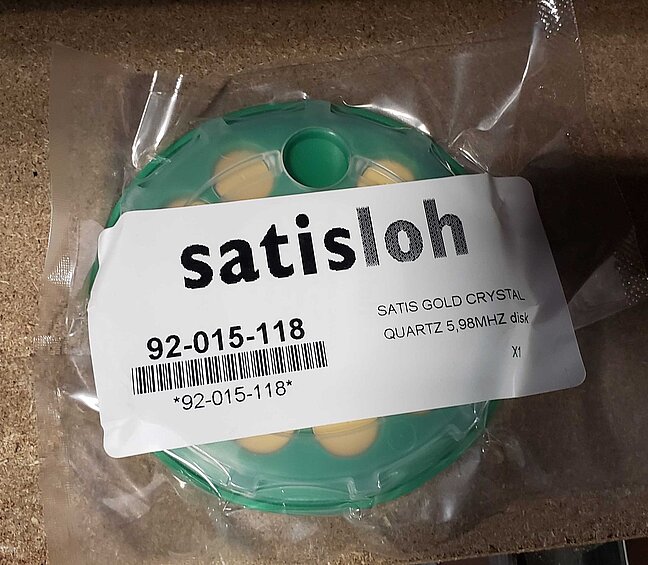 satisloh
SATIS GOLD CRYSTAL
QUARTZ 5,98MHZ disk
X1
92-015-118
*92-015-118*